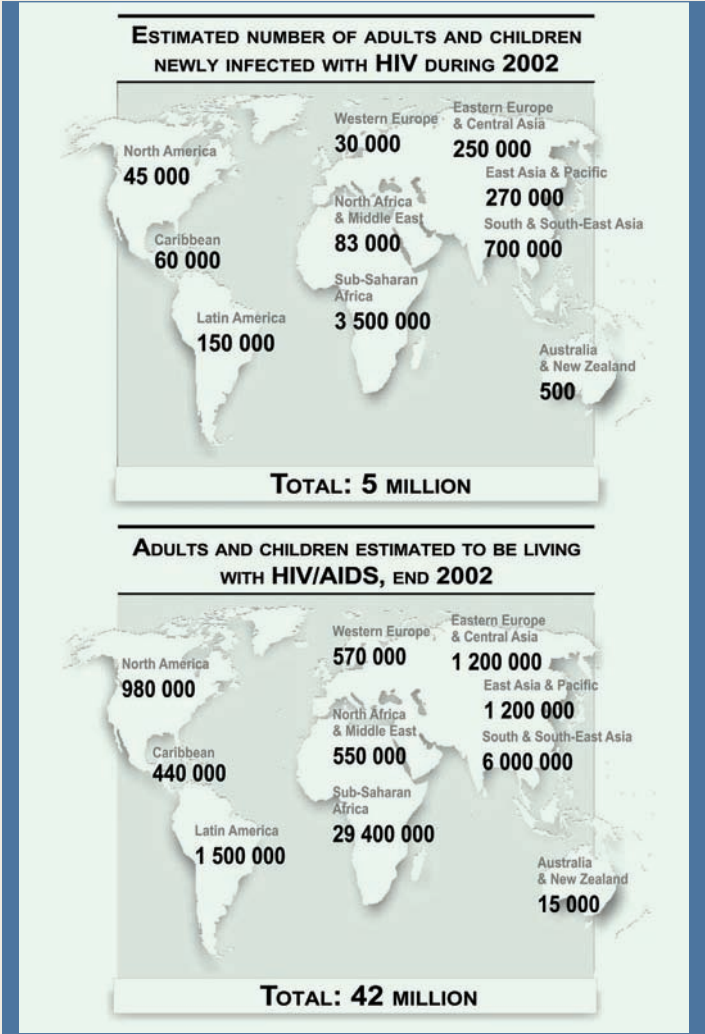 ESTIMATED NUMBER OF ADULTS AND CHILDREN
NEWLY INFECTED WITH HIV DURING 2002
Western Europe
30 000
Eastern Europe
& Central Asia
250 000
North America
45 000
East Asia & Pacific
270 000
North Africa
& Middle East
83 000
South & South-East Asia
700 000
Caribbean
60 000
Sub-Saharan
Africa
3 500 000
Latin America
150 000
Australia
& New Zealand
500
TOTAL: 5 MILLION
ADULTS AND CHILDREN ESTIMATED TO BE LIVING
WITH HIV/AIDS, END 2002
Western Europe
570 000
Eastern Europe
& Central Asia
1 200 000
North America
980 000
East Asia & Pacific
1 200 000
North Africa
& Middle East
550 000
South & South-East Asia
6 000 000
Caribbean
440 000
Sub-Saharan
Africa
29 400 000
Latin America
1 500 000
Australia
& New Zealand
15 000
TOTAL: 42 MILLION